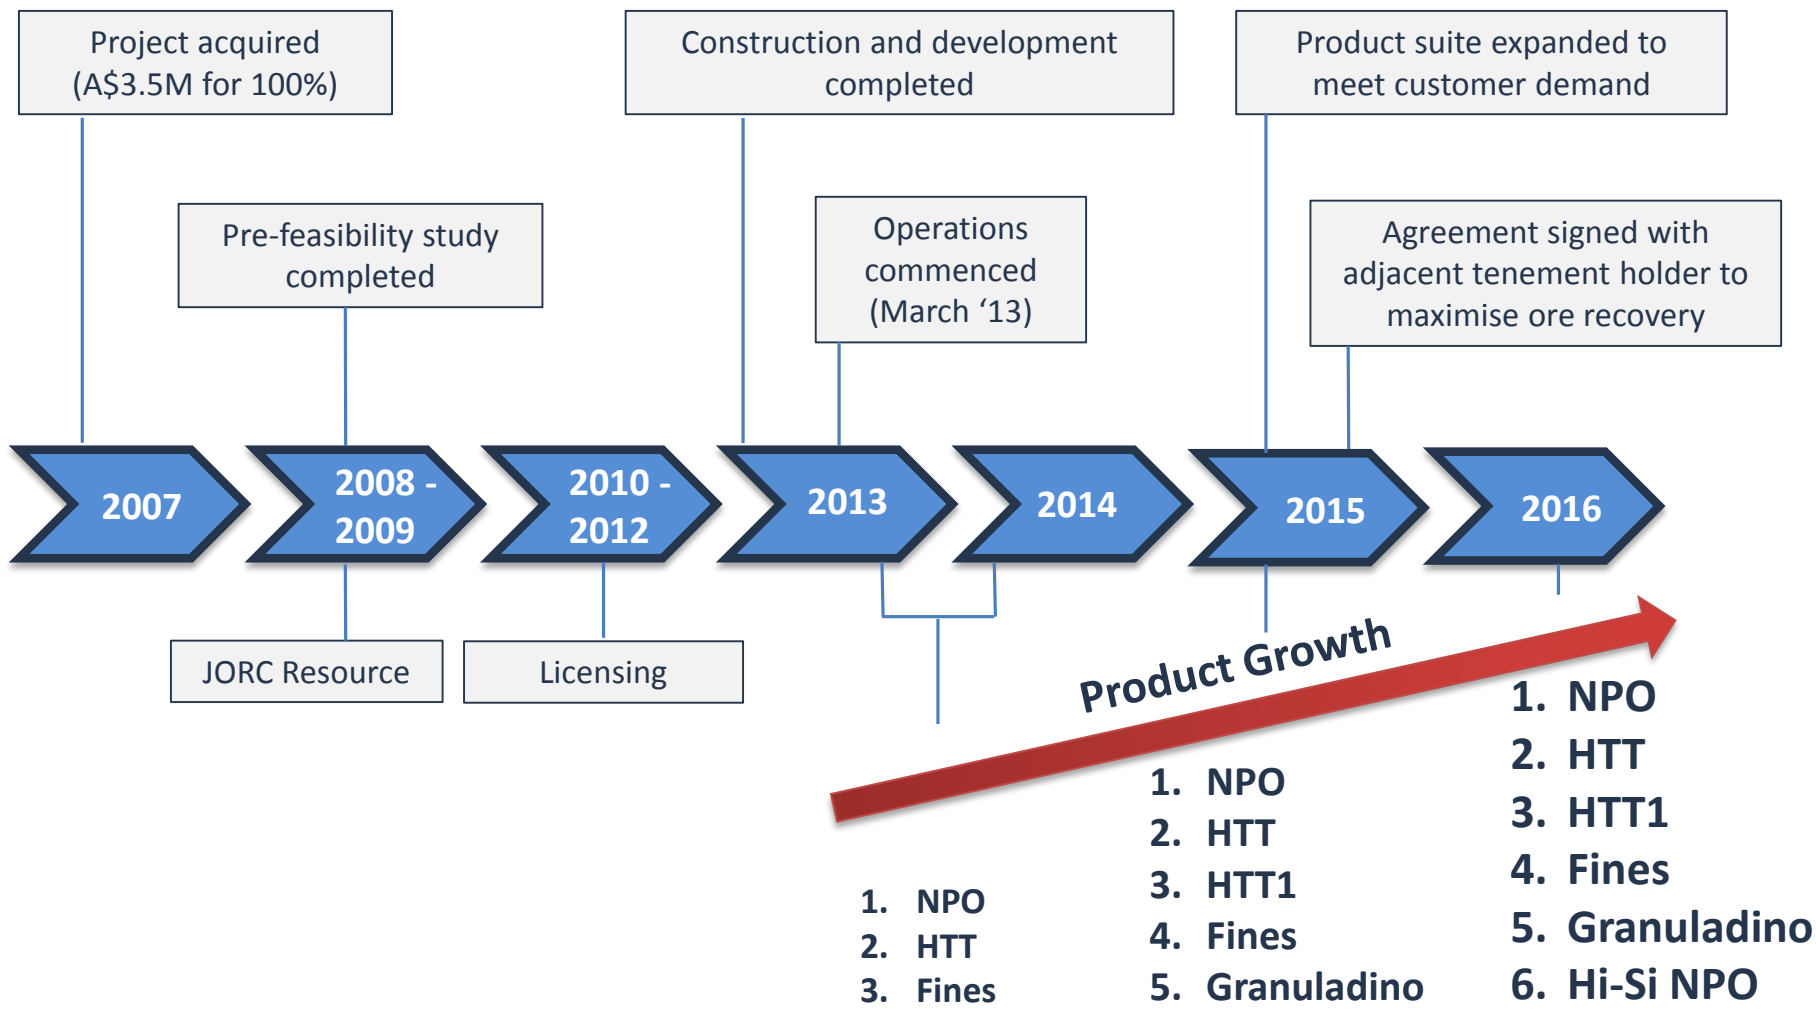 Project acquired
(A$3.5M for 100%)
Construction and development
completed
Product suite expanded to
meet customer demand
Pre-feasibility study
completed
Operations
commenced
(March ‘13)
Agreement signed with
adjacent tenement holder to
maximise ore recovery
2007
2008 -
2009
2010 -
2012
2013
2014
2015
2016
JORC Resource
Licensing
Product Growth
1. NPO
2. HTT
3. Fines
1. NPO
2. HTT
3. HTT1
4. Fines
5. Granuladino
1. NPO
2. HTT
3. HTT1
4. Fines
5. Granuladino
6. Hi-Si NPO